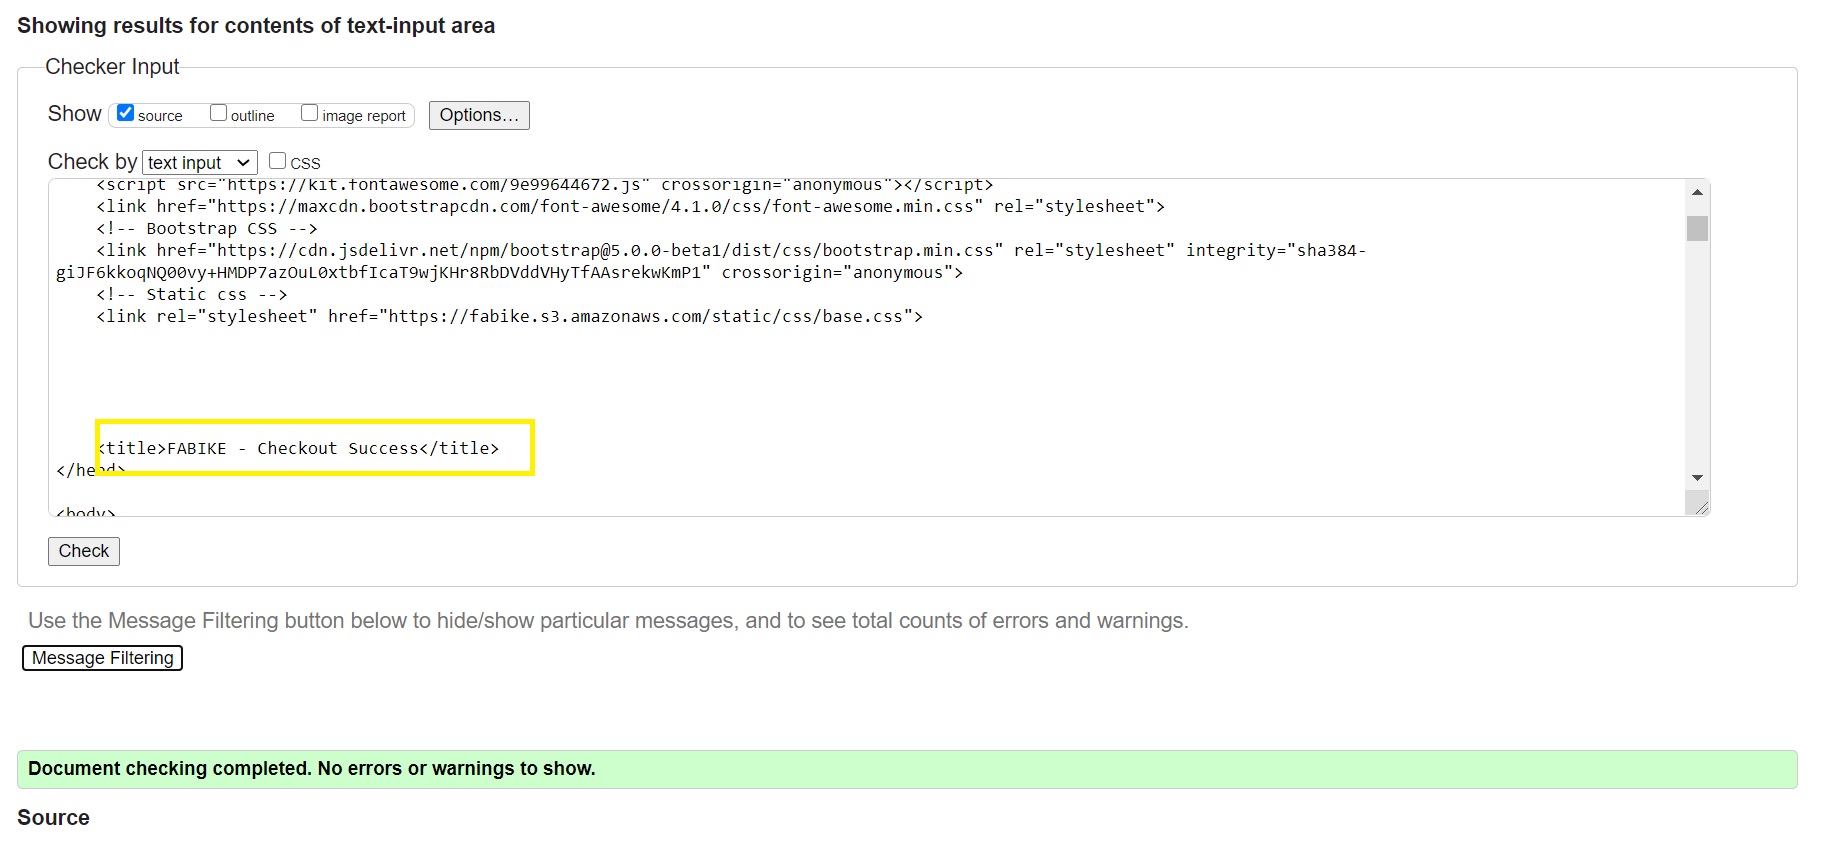 Showing results for contents of text-input area
Checker Input
Show source outline image report Options...
Check by text input CSS
<script src="https://kit.fontawesome.com/9e99644672.js" crossorigin="anonymous"></script>
<link href="https://maxcdn.bootstrapcdn.com/font-awesome/4.1.0/css/font-awesome.min.css" rel="stylesheet">
<!-- Bootstrap CSS -->
<link href="https://cdn.jsdelivr.net/npm/bootstrap@5.0.0-beta1/dist/css/bootstrap.min.css" rel="stylesheet" integrity="sha384-
giJF6kkoqNQ00vy+HMDP7azOuL0xtbfIcaT9wjKHr8RbDVddVHyTfAAsrekwKmP1" crossorigin="anonymous">
<!-- Static css -->
<link rel="stylesheet" href="https://fabike.s3.amazonaws.com/static/css/base.css">
<title>FABIKE - Checkout Success</title>
</head>
<body>
Check
Use the Message Filtering button below to hide/show particular messages, and to see total counts of errors and warnings.
Message Filtering
Document checking completed. No errors or warnings to show.
Source